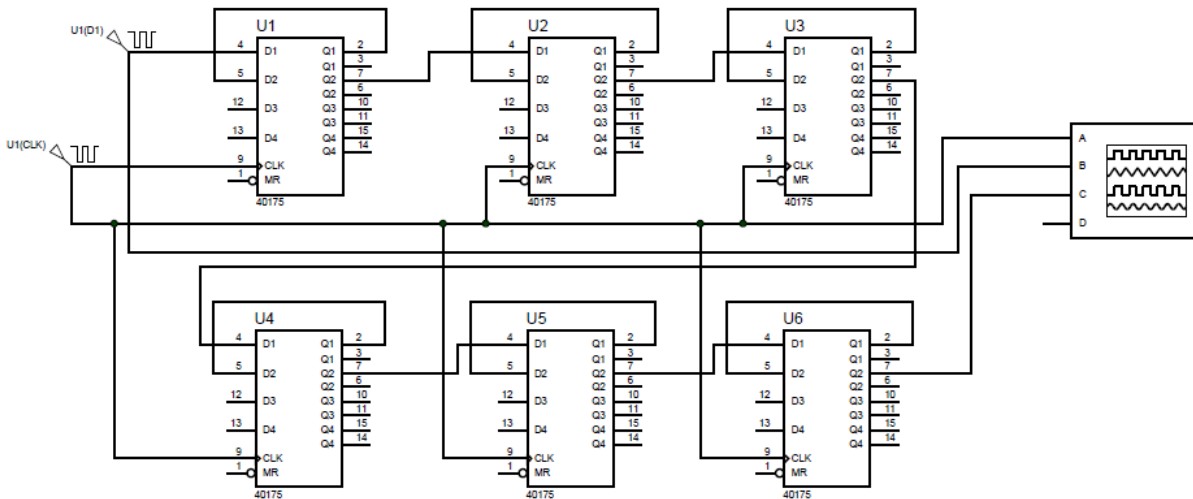 U1(D1)
U1(CLK)
U1
4 D1 Q1 2
Q1 3
5 D2 Q2 7
Q2 6
12 D3 Q3 10
Q3 11
13 D4 Q4 15
Q4 14
9 CLK
1 MR
40175
U2
4 D1 Q1 2
Q1 3
5 D2 Q2 7
Q2 6
12 D3 Q3 10
Q3 11
13 D4 Q4 15
Q4 14
9 CLK
1 MR
40175
U3
4 D1 Q1 2
Q1 3
5 D2 Q2 7
Q2 6
12 D3 Q3 10
Q3 11
13 D4 Q4 15
Q4 14
9 CLK
1 MR
40175
A
B
C
D
U4
4 D1 Q1 2
Q1 3
5 D2 Q2 7
Q2 6
12 D3 Q3 10
Q3 11
13 D4 Q4 15
Q4 14
9 CLK
1 MR
40175
U5
4 D1 Q1 2
Q1 3
5 D2 Q2 7
Q2 6
12 D3 Q3 10
Q3 11
13 D4 Q4 15
Q4 14
9 CLK
1 MR
40175
U6
4 D1 Q1 2
Q1 3
5 D2 Q2 7
Q2 6
12 D3 Q3 10
Q3 11
13 D4 Q4 15
Q4 14
9 CLK
1 MR
40175